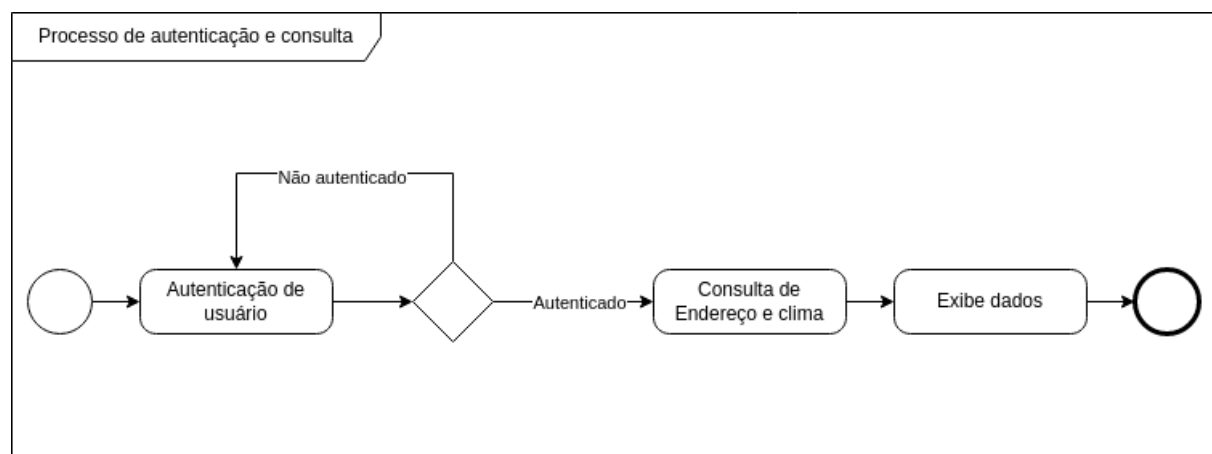 Processo de autenticação e consulta
Não autenticado
Autenticação de
usuário
Autenticado
Consulta de
Endereço e clima
Exibe dados